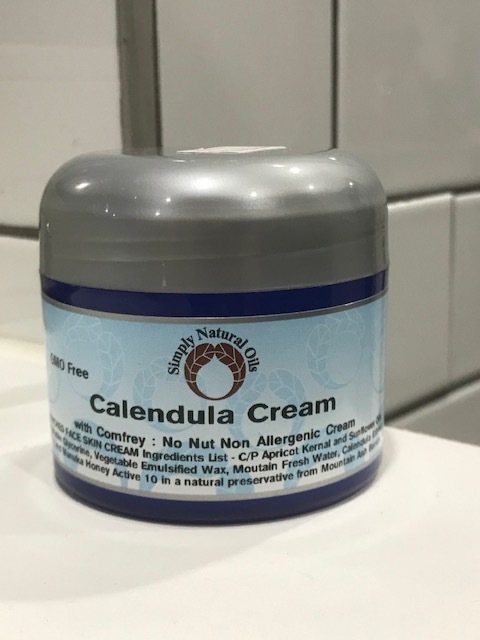 Simply Natural Oils
GMO Free
Calendula Cream
with Comfrey : No Nut Non Allergenic Cream
FACE SKIN CREAM Ingredients List - C/P Apricot Kernal and Sunflower
Glycerine, Vegetable Emulsified Wax, Moutain Fresh Water, Calendula
Manuka Honey Active 10 in a natural preservative from Mountain Ash